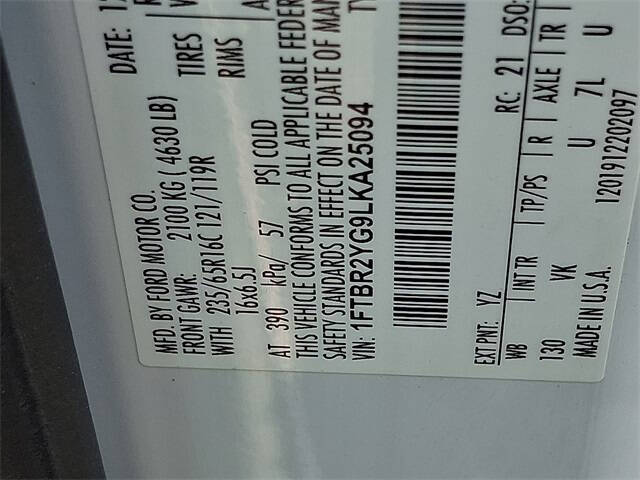 MFD. BY FORD MOTOR CO. DATE: 12
FRONT GAWR: 2100 KG ( 4630 LB)
WITH 235/65R16C 121/119R TIRES
16x6.5J RIMS
AT 390 kPa/ 57 PSI COLD
THIS VEHICLE CONFORMS TO ALL APPLICABLE FEDER
SAFETY STANDARDS IN EFFECT ON THE DATE OF MAN
VIN: 1FTBR2YG9LKA25094
EXT PNT: YZ RC: 21 DSO:
WB | INT TR | TP/PS | R | AXLE | TR |
130 VK U 7L U
MADE IN U.S.A. 1201912202097